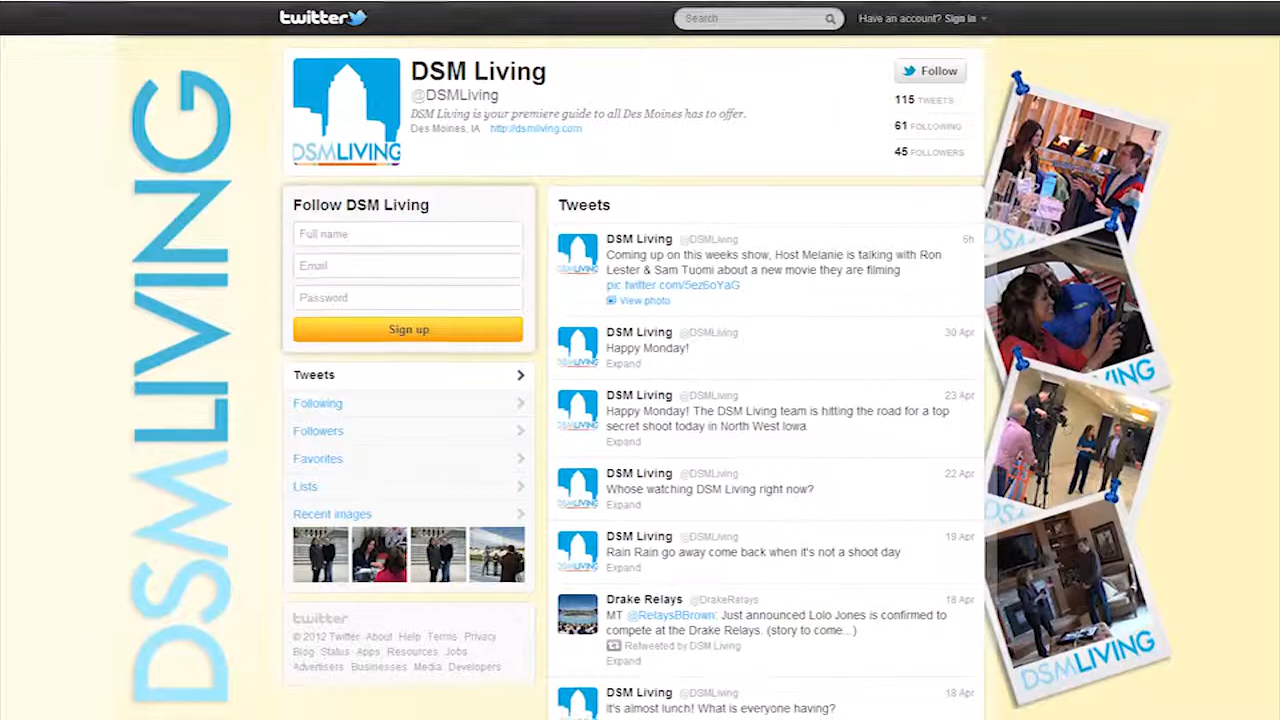 twitter
Search
Have an account? Sign in
DSMLIVING
DSMLIVING
DSM Living
@DSMLiving
DSM Living is your premiere guide to all Des Moines has to offer.
Des Moines, IA http://dsmliving.com
Follow
115 TWEETS
61 FOLLOWING
45 FOLLOWERS
Follow DSM Living
Full name
Email
Password
Sign up
Tweets
Following
Followers
Favorites
Lists
Recent images
twitter
© 2012 Twitter About Help Terms Privacy
Blog Status Apps Resources Jobs
Advertisers Businesses Media Developers
Tweets
DSM Living @DSMLiving 6h
Coming up on this weeks show, Host Melanie is talking with Ron
Lester & Sam Tuomi about a new movie they are filming
pic.twitter.com/5ez6oYaG
View photo
DSM Living @DSMLiving 30 Apr
Happy Monday!
Expand
DSM Living @DSMLiving 23 Apr
Happy Monday! The DSM Living team is hitting the road for a top
secret shoot today in North West Iowa.
Expand
DSM Living @DSMLiving 22 Apr
Whose watching DSM Living right now?
Expand
DSM Living @DSMLiving 19 Apr
Rain Rain go away come back when it's not a shoot day
Expand
Drake Relays @DrakeRelays 18 Apr
MT @RelaysBBrown: Just announced Lolo Jones is confirmed to
compete at the Drake Relays. (story to come...)
Retweeted by DSM Living
Expand
DSM Living @DSMLiving 18 Apr
It's almost lunch! What is everyone having?
DSM
VING
DSM
DSMLIVING